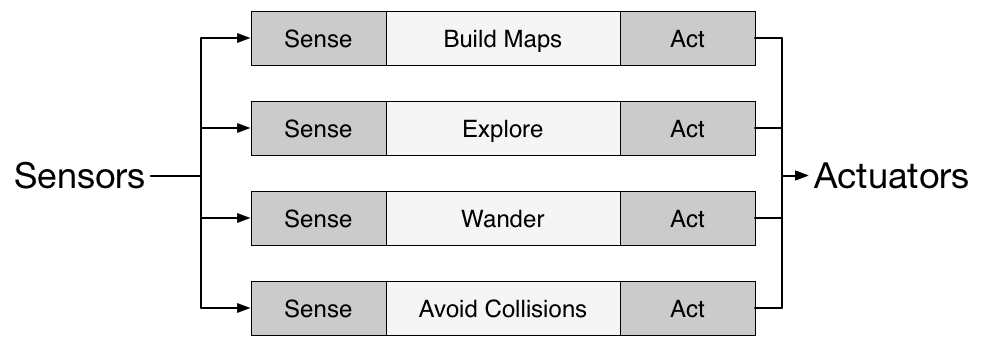 Sense Build Maps Act
Sense Explore Act
Sensors
Actuators
Sense Wander Act
Sense Avoid Collisions Act